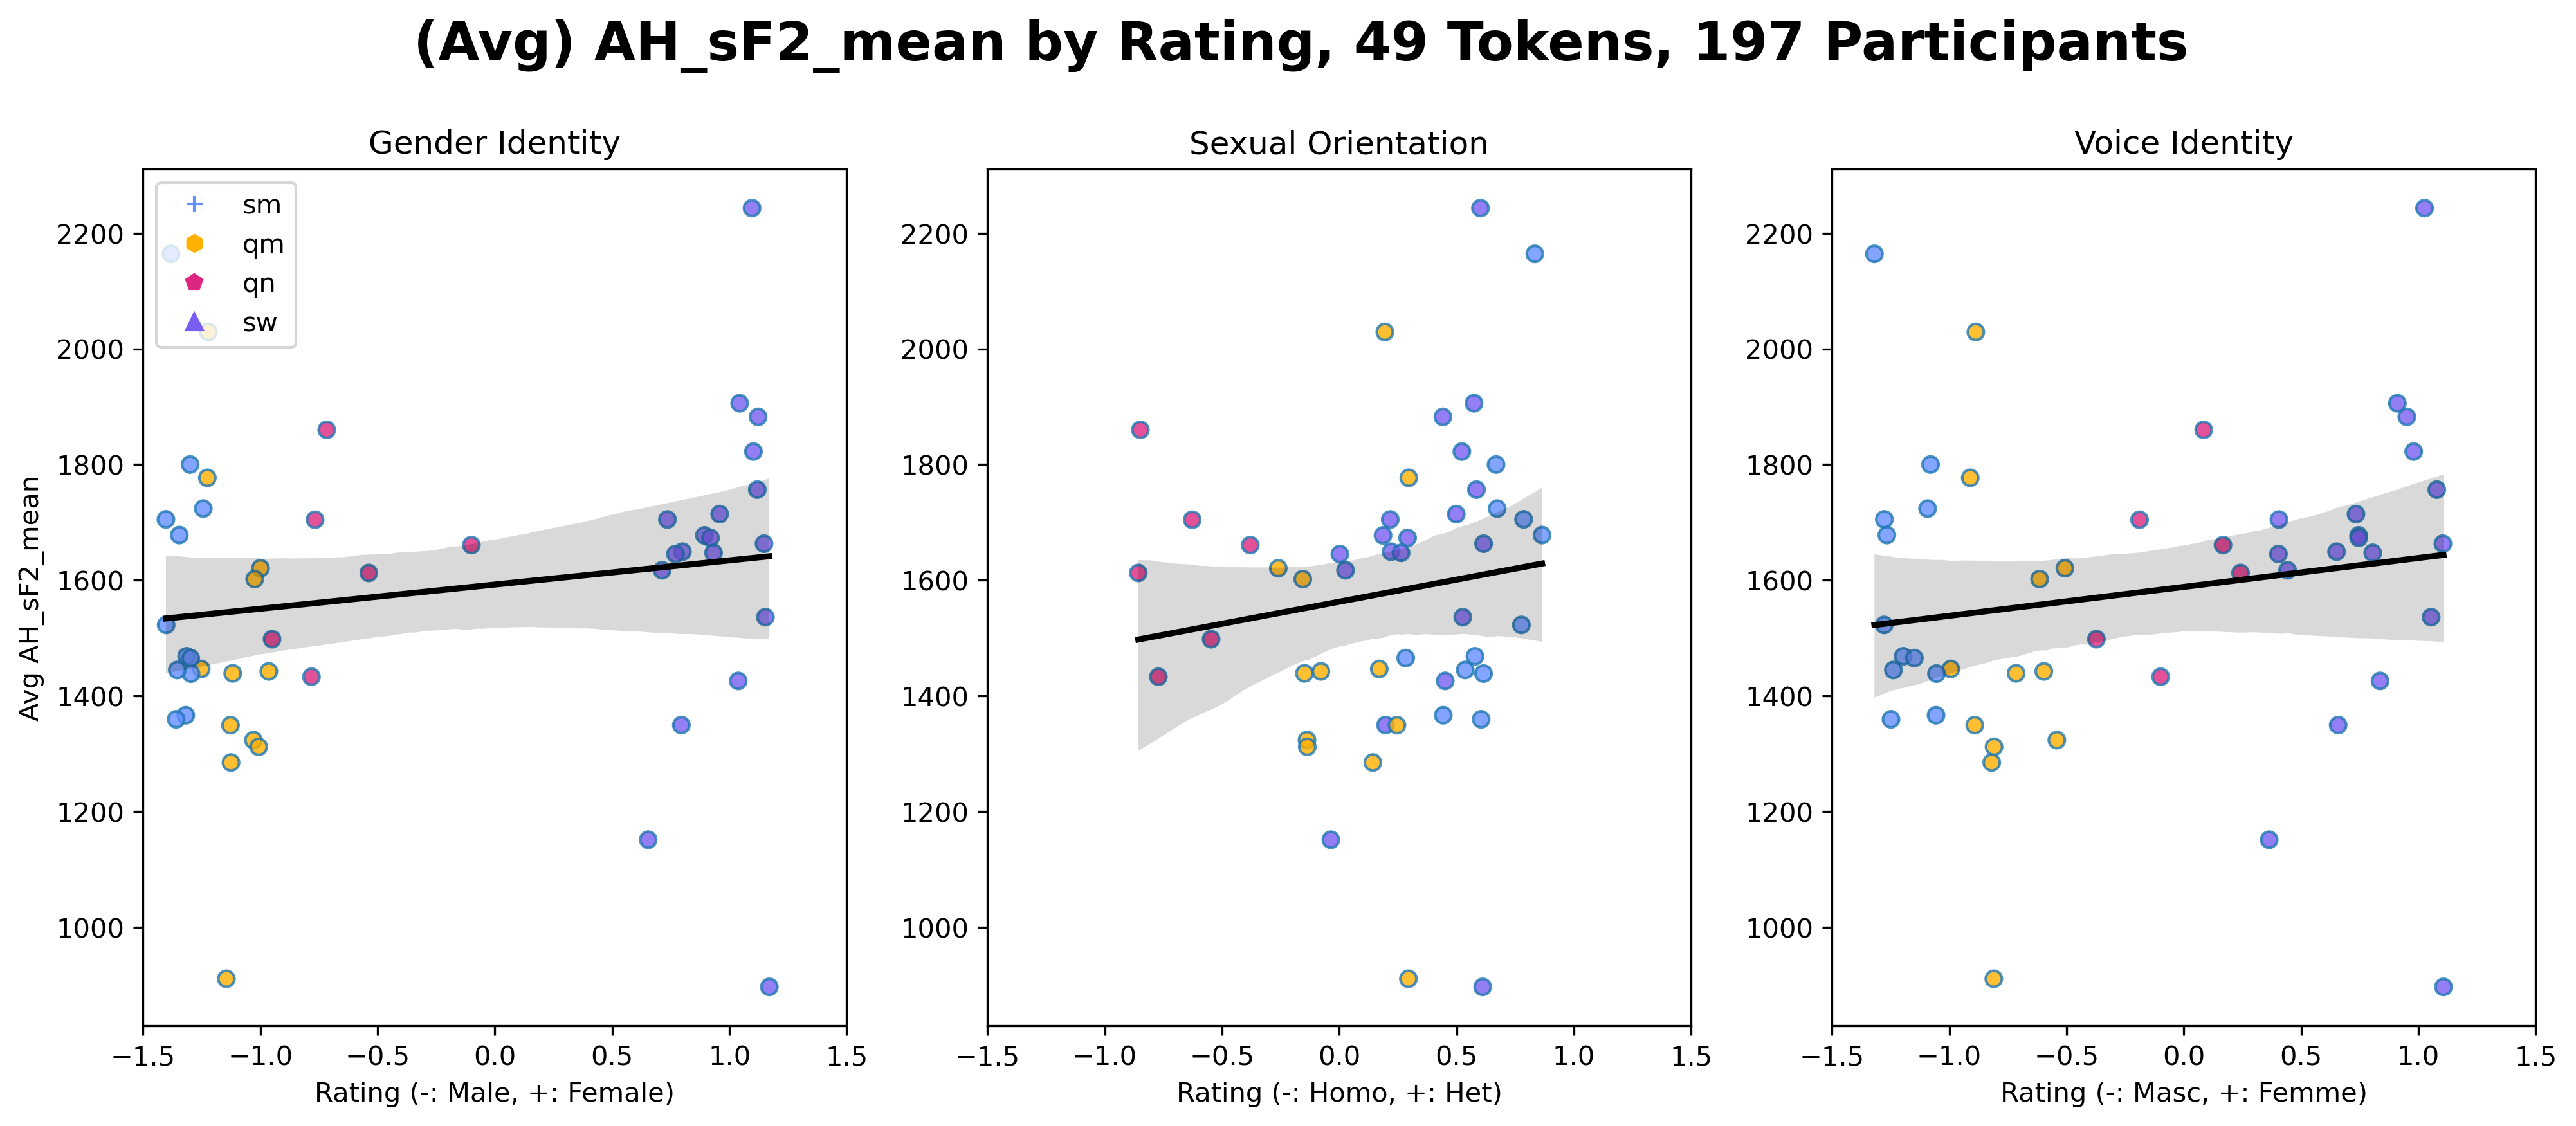 (Avg) AH_sF2_mean by Rating, 49 Tokens, 197 Participants
Gender Identity
Sexual Orientation
Voice Identity
sm
qm
qn
sw
Avg AH_sF2_mean
2200
2000
1800
1600
1400
1200
1000
−1.5 −1.0 −0.5 0.0 0.5 1.0 1.5
Rating (-: Male, +: Female)
2200
2000
1800
1600
1400
1200
1000
−1.5 −1.0 −0.5 0.0 0.5 1.0 1.5
Rating (-: Homo, +: Het)
2200
2000
1800
1600
1400
1200
1000
−1.5 −1.0 −0.5 0.0 0.5 1.0 1.5
Rating (-: Masc, +: Femme)